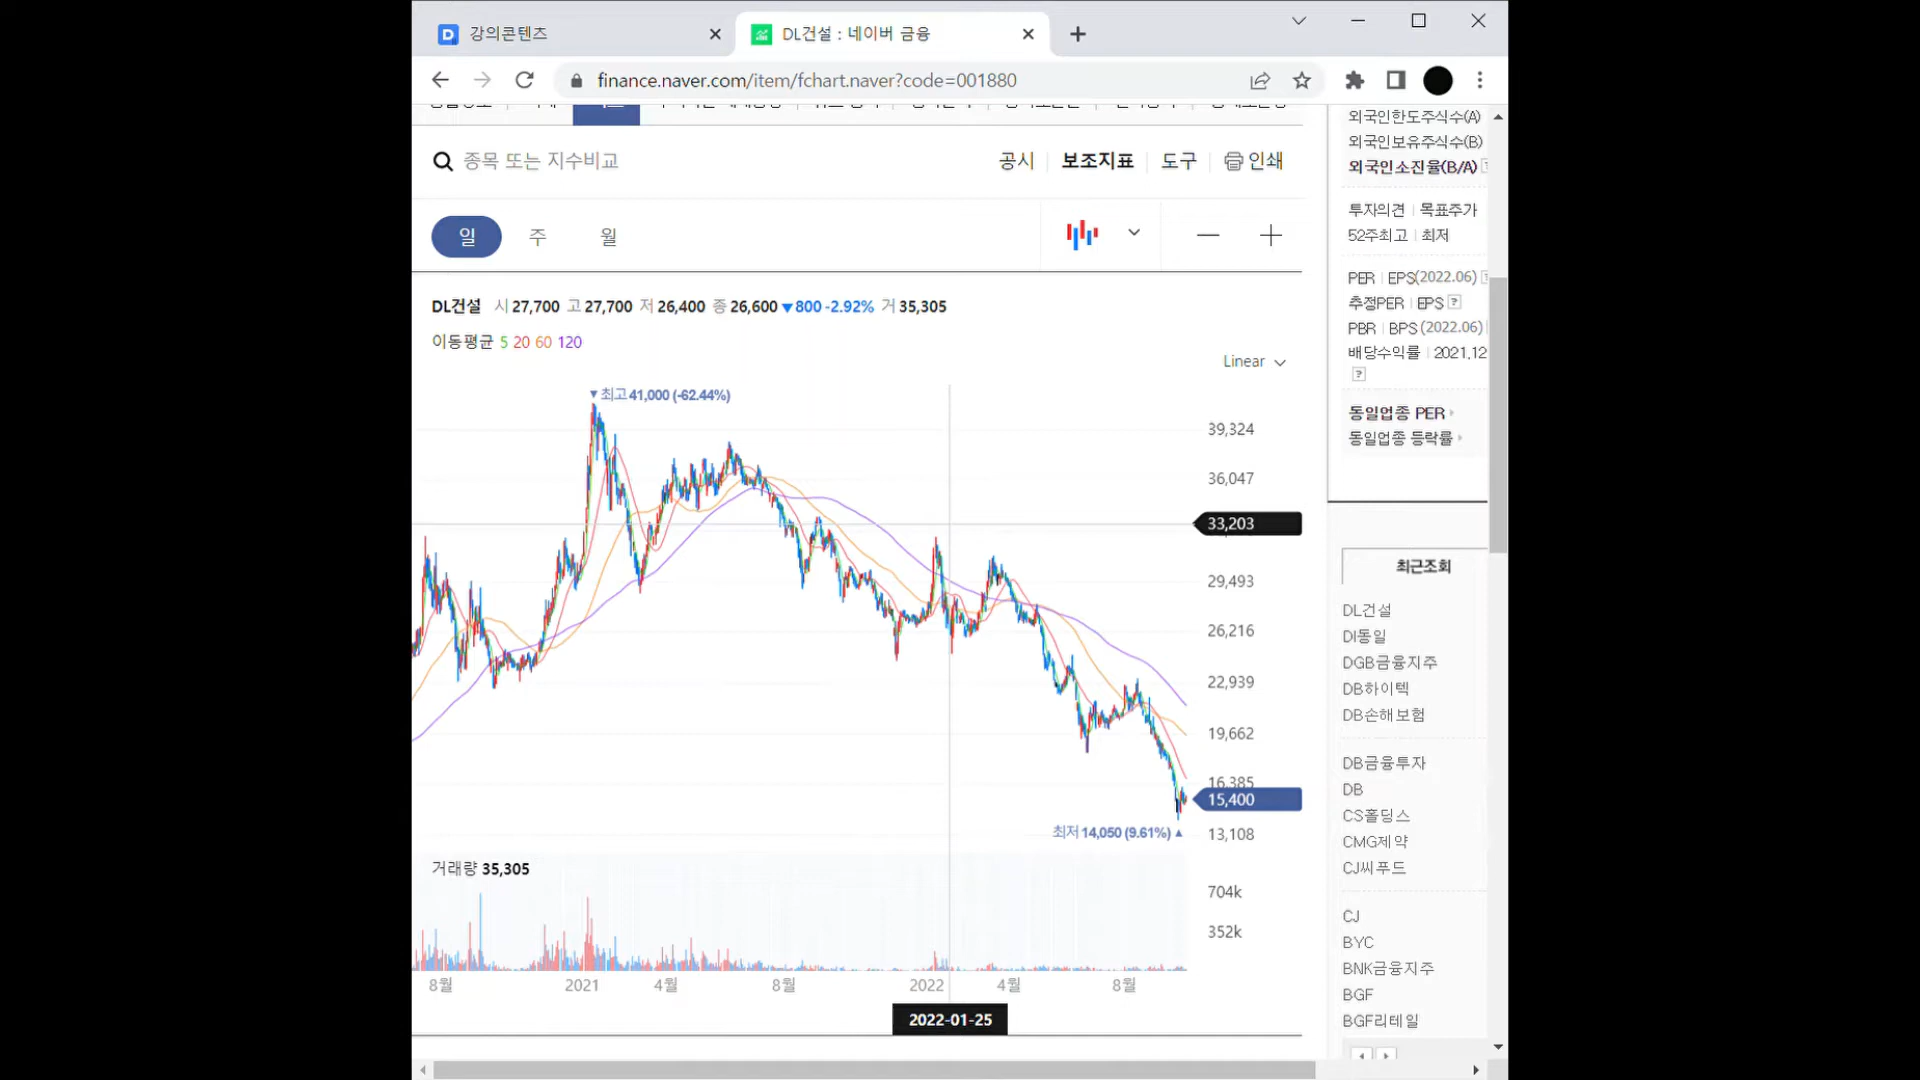 강의콘텐츠
DL건설 : 네이버 금융
finance.naver.com/item/fchart.naver?code=001880
종목 또는 지수비교
공시
보조지표
도구
인쇄
일
주
월
DL건설 시 27,700 고 27,700 저 26,400 종 26,600 ▼800 -2.92% 거 35,305
이동평균 5 20 60 120
Linear
▼최고 41,000 (-62.44%)
39,324
36,047
33,203
29,493
26,216
22,939
19,662
16,385
15,400
최저 14,050 (9.61%) ▲
13,108
거래량 35,305
704k
352k
8월
2021
4월
8월
2022
4월
8월
2022-01-25
외국인한도주식수(A)
외국인보유주식수(B)
외국인소진율(B/A)
투자의견 | 목표주가
52주최고 | 최저
PER | EPS(2022.06)
추정PER | EPS
PBR | BPS (2022.06)
배당수익률 | 2021.12
동일업종 PER
동일업종 등락률
최근조회
DL건설
DI동일
DGB금융지주
DB하이텍
DB손해보험
DB금융투자
DB
CS홀딩스
CMG제약
CJ씨푸드
CJ
BYC
BNK금융지주
BGF
BGF리테일